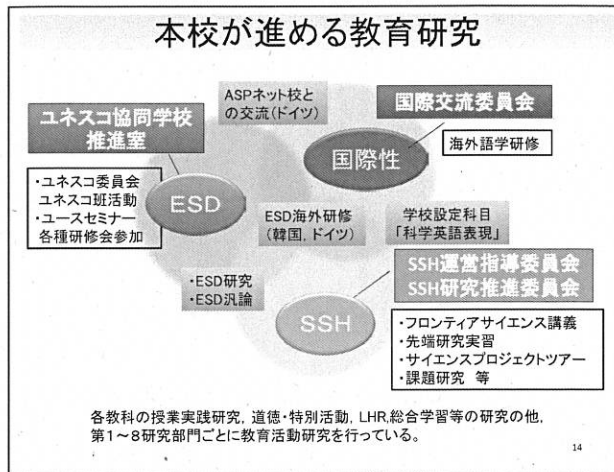 本校が進める教育研究
ASPネット校と
の交流(ドイツ)
ユネスコ協同学校
推進室
国際交流委員会
国際性
海外語学研修
・ユネスコ委員会
ユネスコ班活動
・ユースセミナー
各種研修会参加
ESD
ESD海外研修
(韓国,ドイツ)
学校設定科目
「科学英語表現」
・ESD研究
・ESD汎論
SSH運営指導委員会
SSH研究推進委員会
SSH
・フロンティアサイエンス講義
・先端研究実習
・サイエンスプロジェクトツアー
・課題研究 等
各教科の授業実践研究, 道徳・特別活動, LHR,総合学習等の研究の他,
第1~8研究部門ごとに教育活動研究を行っている。
14